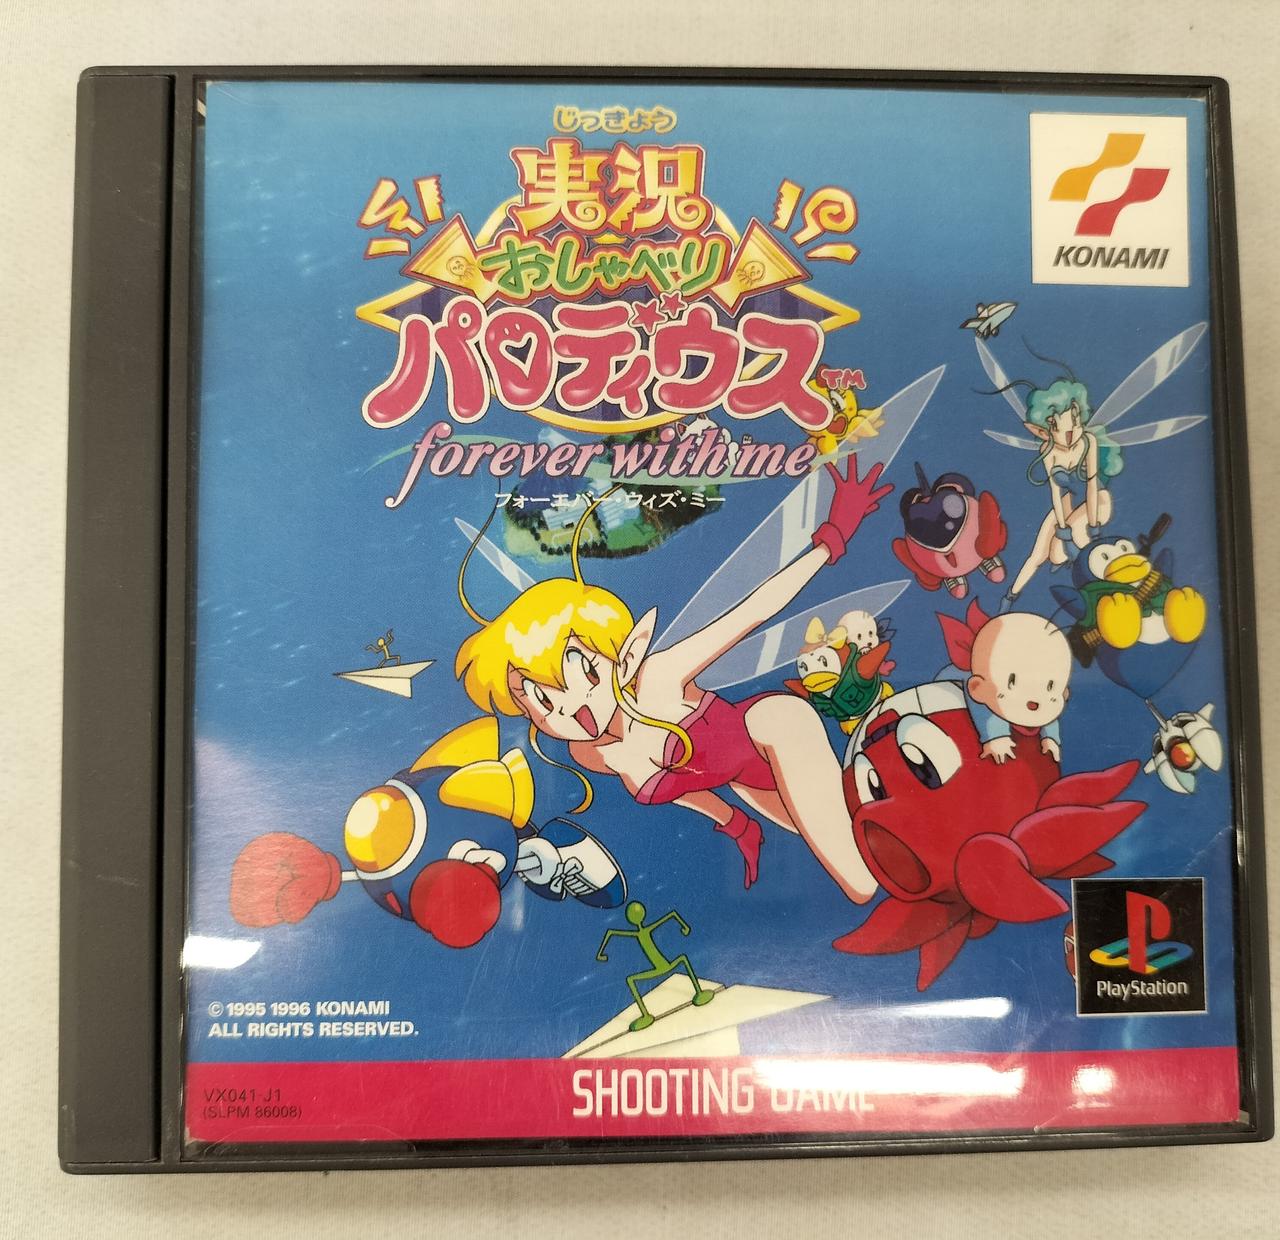 じっきょう
実況
おしゃべり
パロディウス™
forever with me
フォーエバー・ウィズ・ミー
KONAMI
PlayStation
© 1995 1996 KONAMI
ALL RIGHTS RESERVED.
SHOOTING GAME
VX041-J1
(SLPM 86008)